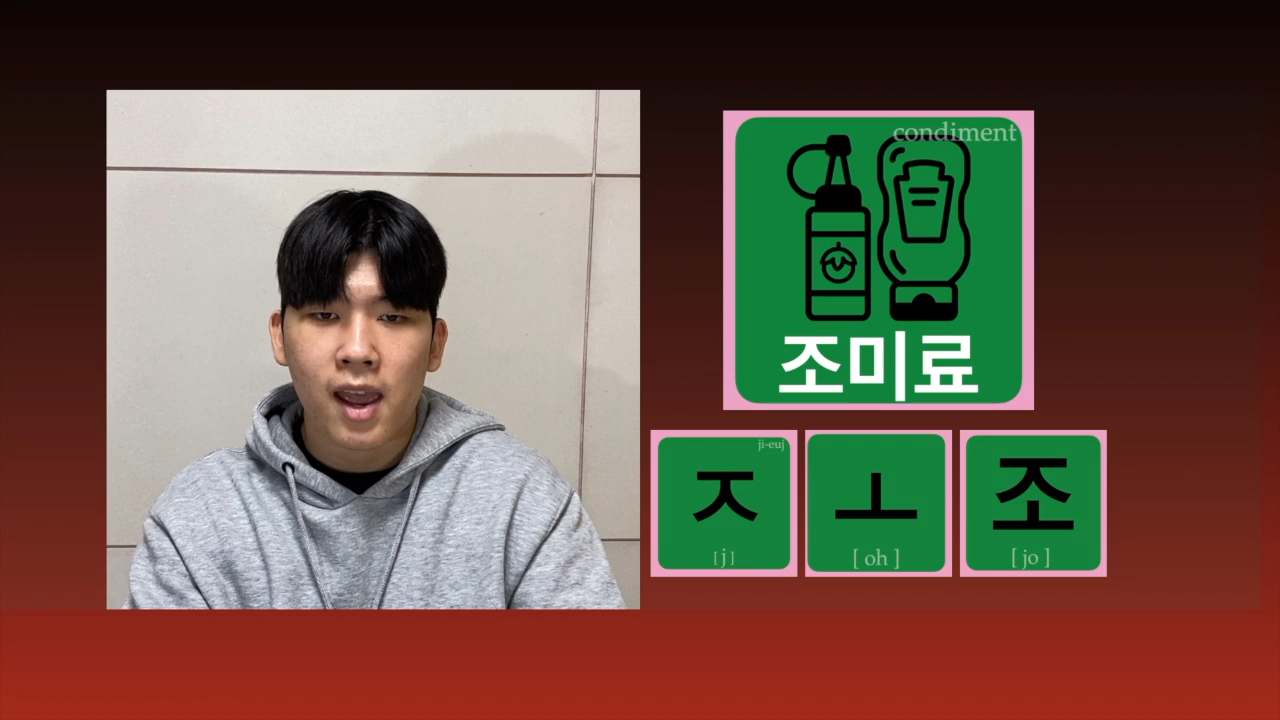 condiment
조미료
ji-euj
ㅈ
[ j ]
ㅗ
[ oh ]
조
[ jo ]